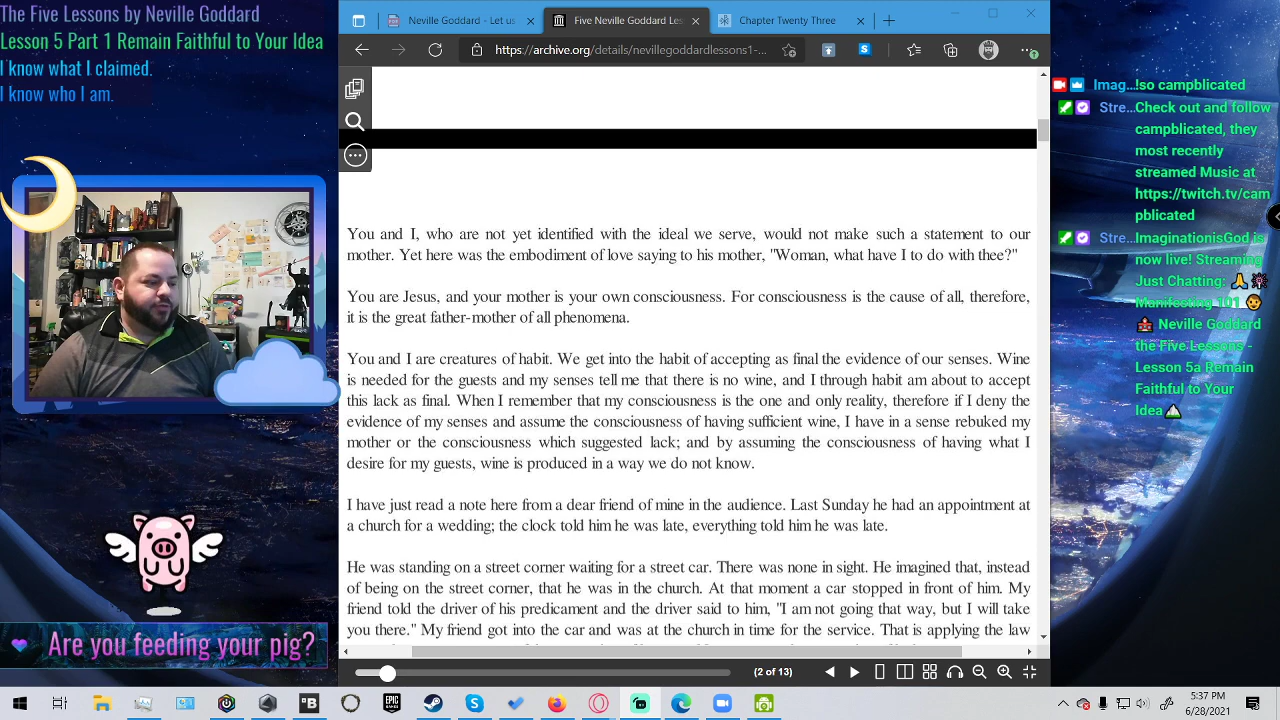 The Five Lessons by Neville Goddard
Lesson 5 Part 1 Remain Faithful to Your Idea
I know what I claimed.
I know who I am.
Are you feeding your pig?
Neville Goddard - Let us
Five Neville Goddard Les
Chapter Twenty Three
https://archive.org/details/nevillegoddardlessons1-...
You and I, who are not yet identified with the ideal we serve, would not make such a statement to our
mother. Yet here was the embodiment of love saying to his mother, "Woman, what have I to do with thee?"
You are Jesus, and your mother is your own consciousness. For consciousness is the cause of all, therefore,
it is the great father-mother of all phenomena.
You and I are creatures of habit. We get into the habit of accepting as final the evidence of our senses. Wine
is needed for the guests and my senses tell me that there is no wine, and I through habit am about to accept
this lack as final. When I remember that my consciousness is the one and only reality, therefore if I deny the
evidence of my senses and assume the consciousness of having sufficient wine, I have in a sense rebuked my
mother or the consciousness which suggested lack; and by assuming the consciousness of having what I
desire for my guests, wine is produced in a way we do not know.
I have just read a note here from a dear friend of mine in the audience. Last Sunday he had an appointment at
a church for a wedding; the clock told him he was late, everything told him he was late.
He was standing on a street corner waiting for a street car. There was none in sight. He imagined that, instead
of being on the street corner, that he was in the church. At that moment a car stopped in front of him. My
friend told the driver of his predicament and the driver said to him, "I am not going that way, but I will take
you there." My friend got into the car and was at the church in time for the service. That is applying the law
(2 of 13)
Imag...!so campblicated
Stre...Check out and follow
campblicated, they
most recently
streamed Music at
https://twitch.tv/cam
pblicated
Stre...ImaginationisGod is
now live! Streaming
Just Chatting: 🙏
Manifesting 101
Neville Goddard
the Five Lessons -
Lesson 5a Remain
Faithful to Your
Idea
5:37 PM
6/28/2021